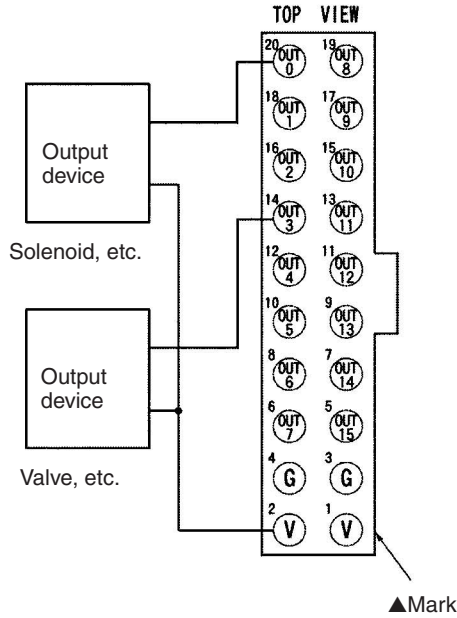 TOP VIEW
20 OUT 0 19 OUT 8
18 OUT 1 17 OUT 9
16 OUT 2 15 OUT 10
14 OUT 3 13 OUT 11
12 OUT 4 11 OUT 12
10 OUT 5 9 OUT 13
8 OUT 6 7 OUT 14
6 OUT 7 5 OUT 15
4 G 3 G
2 V 1 V
Output
device
Solenoid, etc.
Output
device
Valve, etc.
▲Mark